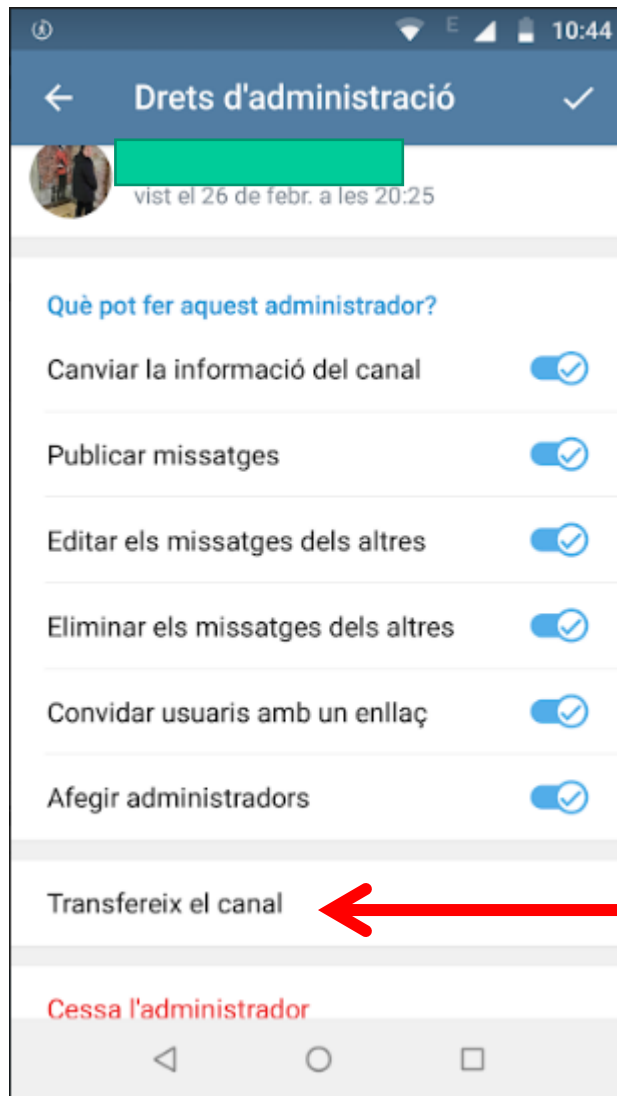 E 10:44
Drets d'administració
vist el 26 de febr. a les 20:25
Què pot fer aquest administrador?
Canviar la informació del canal
Publicar missatges
Editar els missatges dels altres
Eliminar els missatges dels altres
Convidar usuaris amb un enllaç
Afegir administradors
Transfereix el canal
Cessa l'administrador